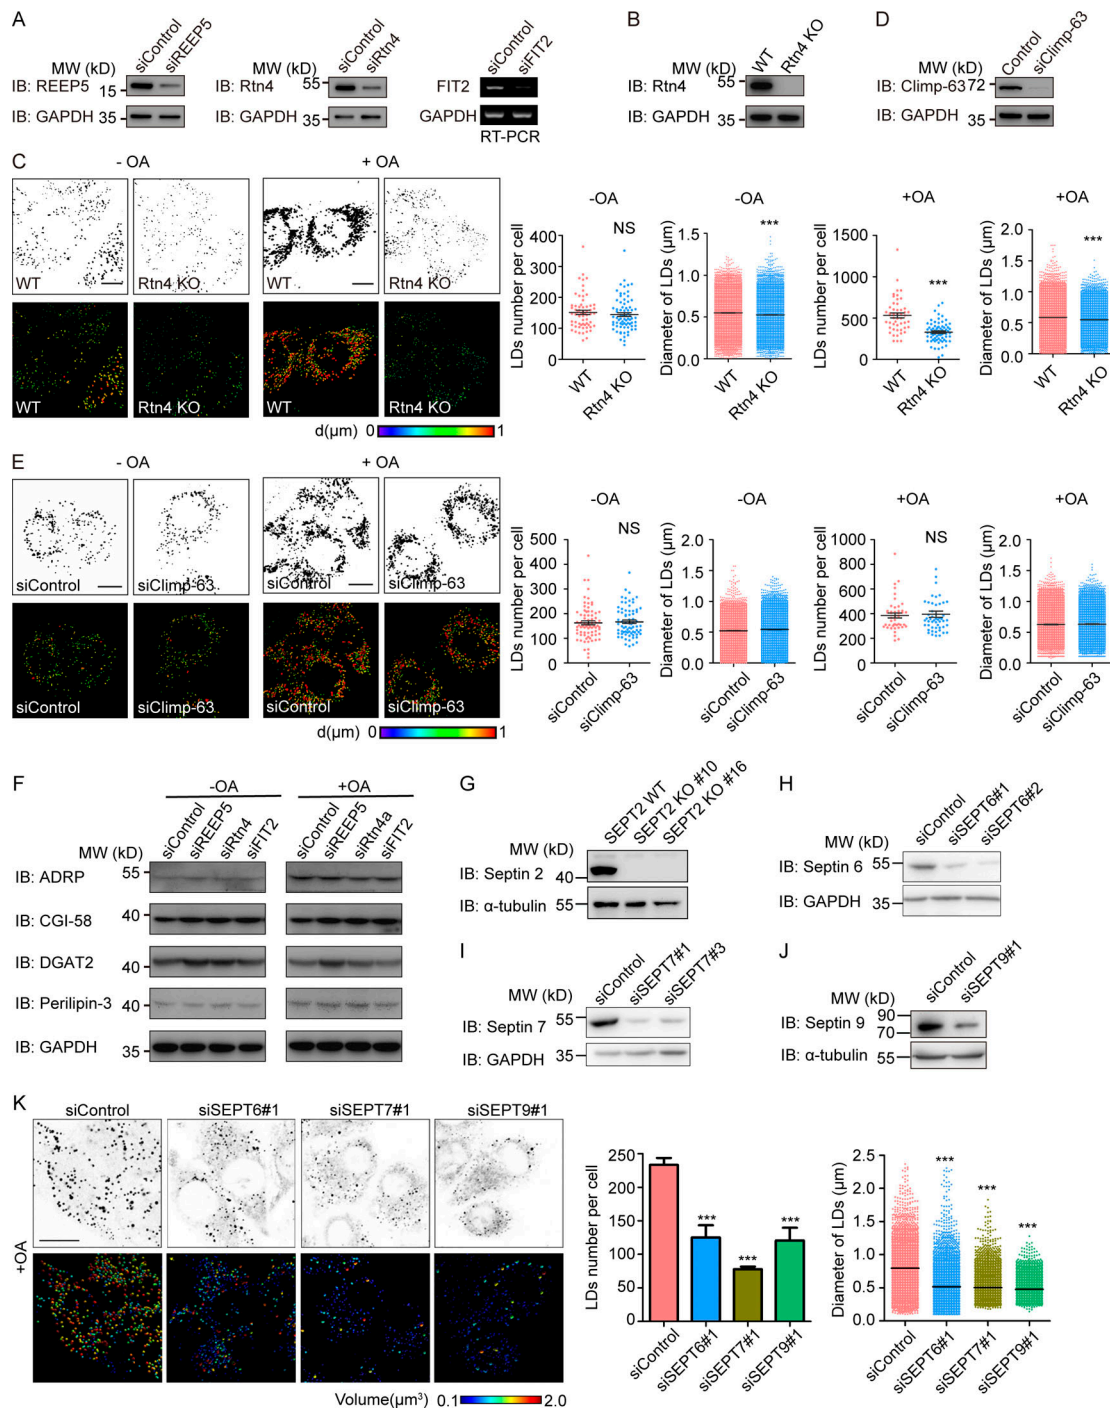 A
siControl
siREEP5
MW (kD)
IB: REEP5
15
IB: GAPDH
35
siControl
siRtn4
MW (kD)
55
IB: Rtn4
IB: GAPDH
35
siControl
siFIT2
FIT2
GAPDH
RT-PCR
B
WT
Rtn4 KO
MW (kD)
55
IB: Rtn4
IB: GAPDH
35
D
Control
siClimp-63
MW (kD)
IB: Climp-63
72
IB: GAPDH
35
C
- OA
+ OA
WT
Rtn4 KO
WT
Rtn4 KO
WT
Rtn4 KO
WT
Rtn4 KO
d(µm) 0 1
-OA
NS
LDs number per cell
400
300
200
100
0
WT
Rtn4 KO
-OA
***
Diameter of LDs (µm)
1.5
1.0
0.5
0.0
WT
Rtn4 KO
+OA
***
LDs number per cell
1500
1000
500
0
WT
Rtn4 KO
+OA
***
Diameter of LDs (µm)
2.0
1.5
1.0
0.5
0.0
WT
Rtn4 KO
E
- OA
+ OA
siControl
siClimp-63
siControl
siClimp-63
siControl
siClimp-63
siControl
siClimp-63
d(µm) 0 1
-OA
NS
LDs number per cell
500
400
300
200
100
0
siControl
siClimp-63
-OA
Diameter of LDs (µm)
2.0
1.5
1.0
0.5
0.0
siControl
siClimp-63
+OA
NS
LDs number per cell
1000
800
600
400
200
0
siControl
siClimp-63
+OA
Diameter of LDs (µm)
2.0
1.5
1.0
0.5
0.0
siControl
siClimp-63
F
-OA
+OA
siControl
siREEP5
siRtn4
siFIT2
siControl
siREEP5
siRtn4a
siFIT2
MW (kD)
55
IB: ADRP
IB: CGI-58
40
IB: DGAT2
40
IB: Perilipin-3
40
IB: GAPDH
35
G
SEPT2 WT
SEPT2 KO #10
SEPT2 KO #16
MW (kD)
IB: Septin 2
40
IB: α-tubulin
55
H
siControl
siSEPT6#1
siSEPT6#2
MW (kD)
IB: Septin 6
55
IB: GAPDH
35
I
siControl
siSEPT7#1
siSEPT7#3
MW (kD)
IB: Septin 7
55
IB: GAPDH
35
J
siControl
siSEPT9#1
MW (kD)
90
IB: Septin 9
70
IB: α-tubulin
55
K
siControl
siSEPT6#1
siSEPT7#1
siSEPT9#1
+OA
Volume(µm³) 0.1 2.0
LDs number per cell
250
200
150
100
50
0
***
***
***
siControl
siSEPT6#1
siSEPT7#1
siSEPT9#1
Diameter of LDs (µm)
2.5
2.0
1.5
1.0
0.5
0.0
***
***
***
siControl
siSEPT6#1
siSEPT7#1
siSEPT9#1